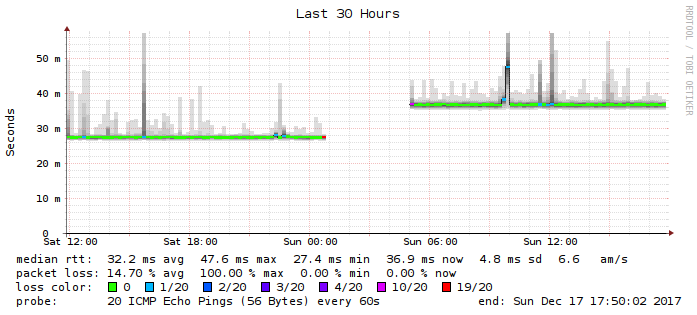 Last 30 Hours
RRDTOOL / TOBI OETIKER
Seconds
50 m
40 m
30 m
20 m
10 m
0
Sat 12:00 Sat 18:00 Sun 00:00 Sun 06:00 Sun 12:00
median rtt: 32.2 ms avg 47.6 ms max 27.4 ms min 36.9 ms now 4.8 ms sd 6.6 am/s
packet loss: 14.70 % avg 100.00 % max 0.00 % min 0.00 % now
loss color: 0 1/20 2/20 3/20 4/20 10/20 19/20
probe: 20 ICMP Echo Pings (56 Bytes) every 60s end: Sun Dec 17 17:50:02 2017